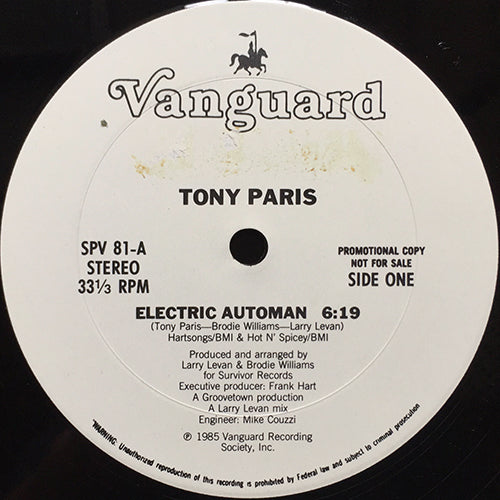 Vanguard
TONY PARIS
SPV 81-A
STEREO
33⅓ RPM
PROMOTIONAL COPY
NOT FOR SALE
SIDE ONE
ELECTRIC AUTOMAN 6:19
(Tony Paris—Brodie Williams—Larry Levan)
Hartsongs/BMI & Hot N' Spicey/BMI
Produced and arranged by
Larry Levan & Brodie Williams
for Survivor Records
Executive producer: Frank Hart
A Groovetown production
A Larry Levan mix
Engineer: Mike Couzzi
℗ 1985 Vanguard Recording
Society, Inc.
WARNING: Unauthorized reproduction of this recording is prohibited by Federal law and subject to criminal prosecution